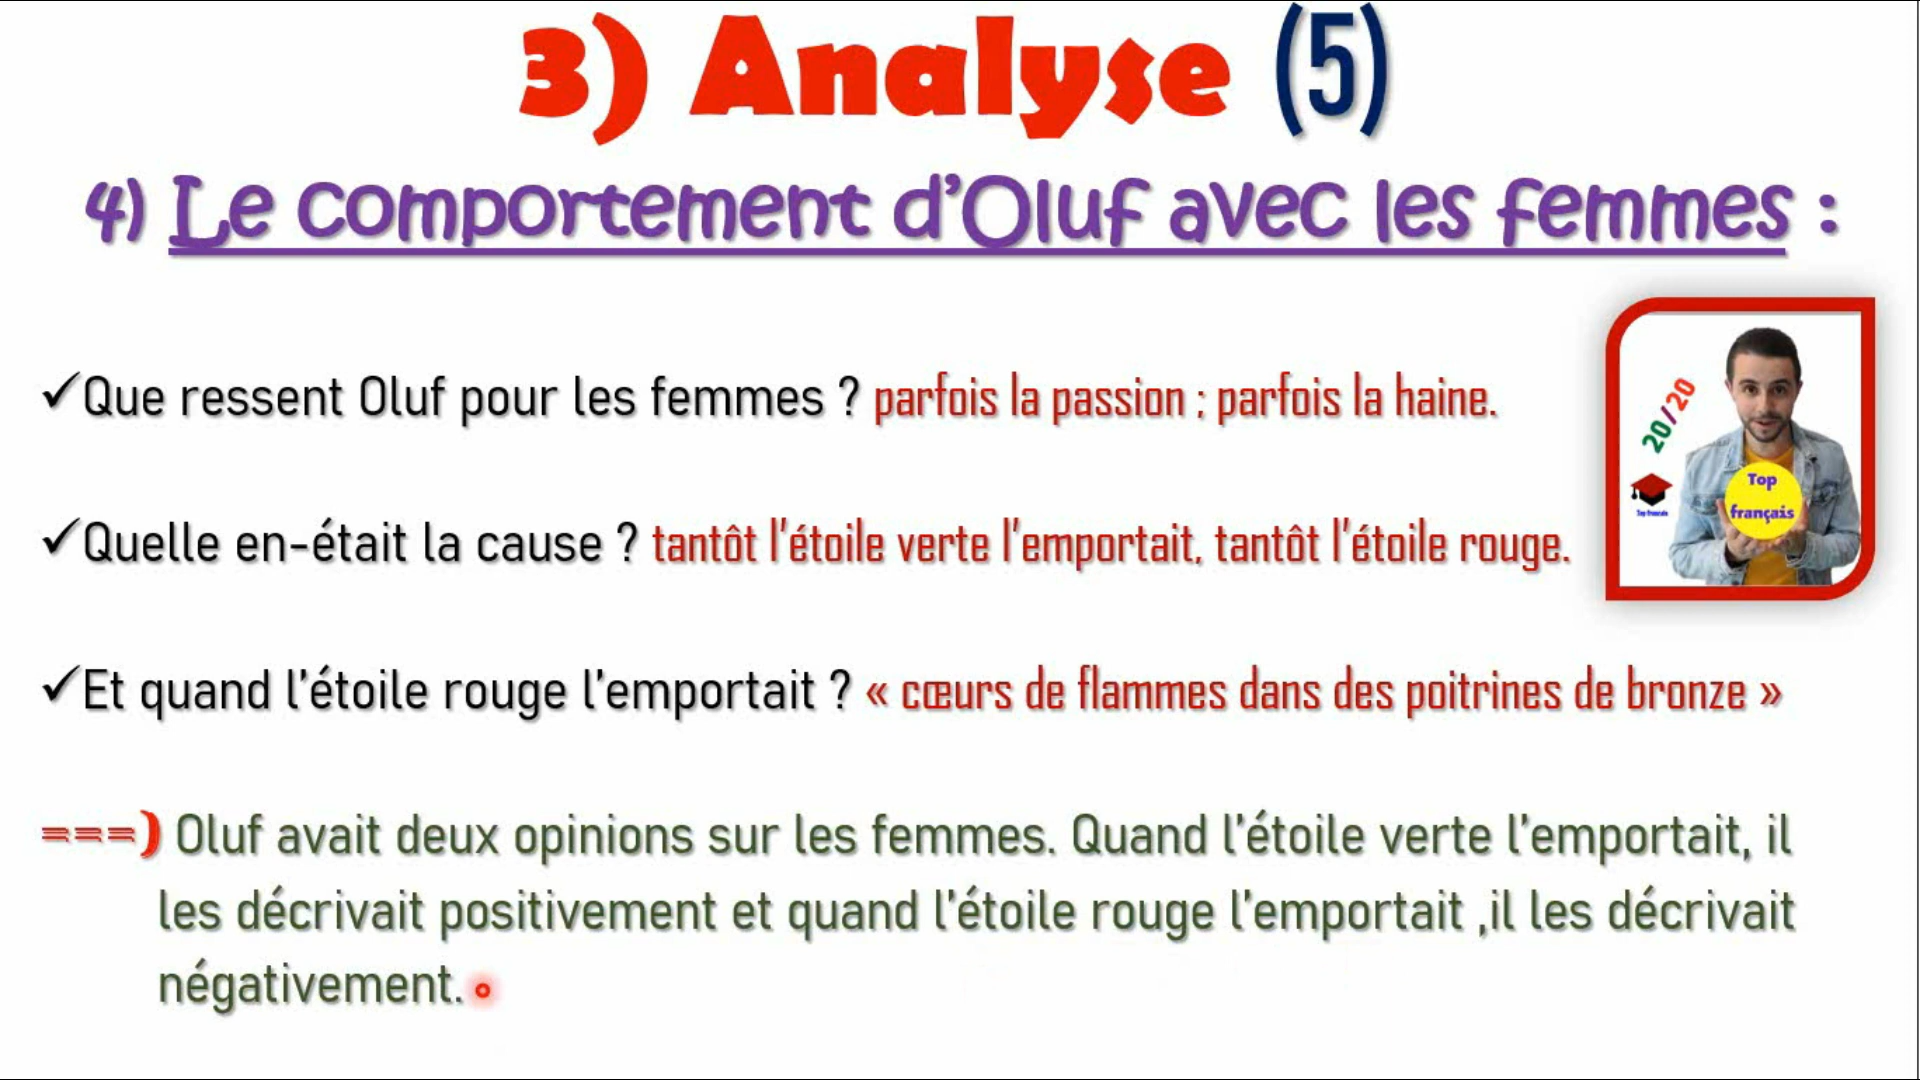 3) Analyse (5)
4) Le comportement d'Oluf avec les femmes :
✓Que ressent Oluf pour les femmes ? parfois la passion ; parfois la haine.
20/20
Top
français
✓Quelle en-était la cause ? tantôt l'étoile verte l'emportait, tantôt l'étoile rouge.
✓Et quand l'étoile rouge l'emportait ? « cœurs de flammes dans des poitrines de bronze »
===) Oluf avait deux opinions sur les femmes. Quand l'étoile verte l'emportait, il
les décrivait positivement et quand l'étoile rouge l'emportait ,il les décrivait
négativement.